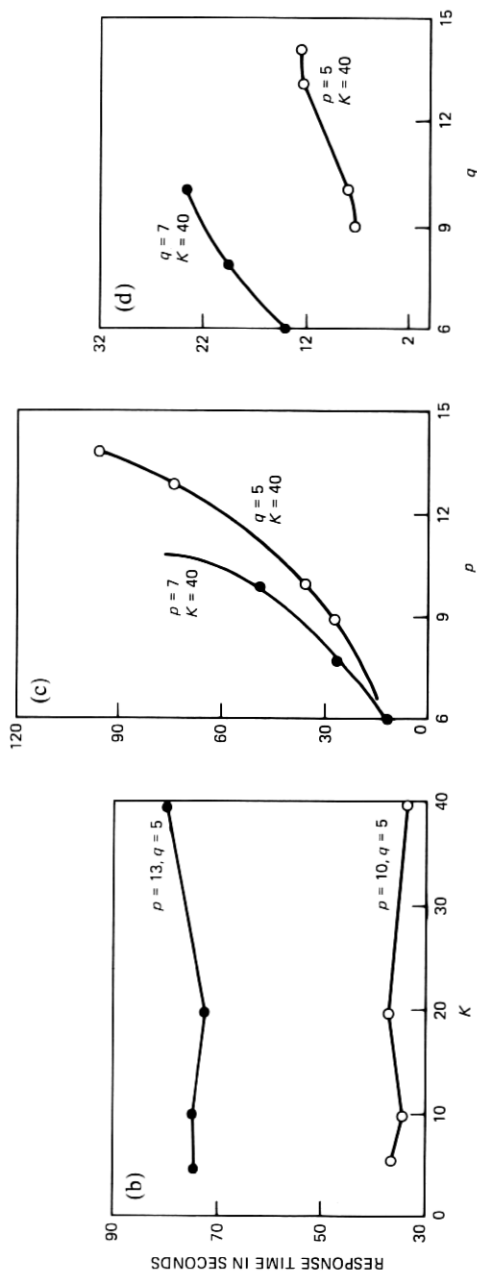 (b)
RESPONSE TIME IN SECONDS
90
70
50
30
p = 13, q = 5
p = 10, q = 5
0
10
20
30
40
K
(c)
120
90
60
30
0
p = 7
K = 40
q = 5
K = 40
6
9
12
15
p
(d)
32
22
12
2
q = 7
K = 40
p = 5
K = 40
6
9
12
15
q